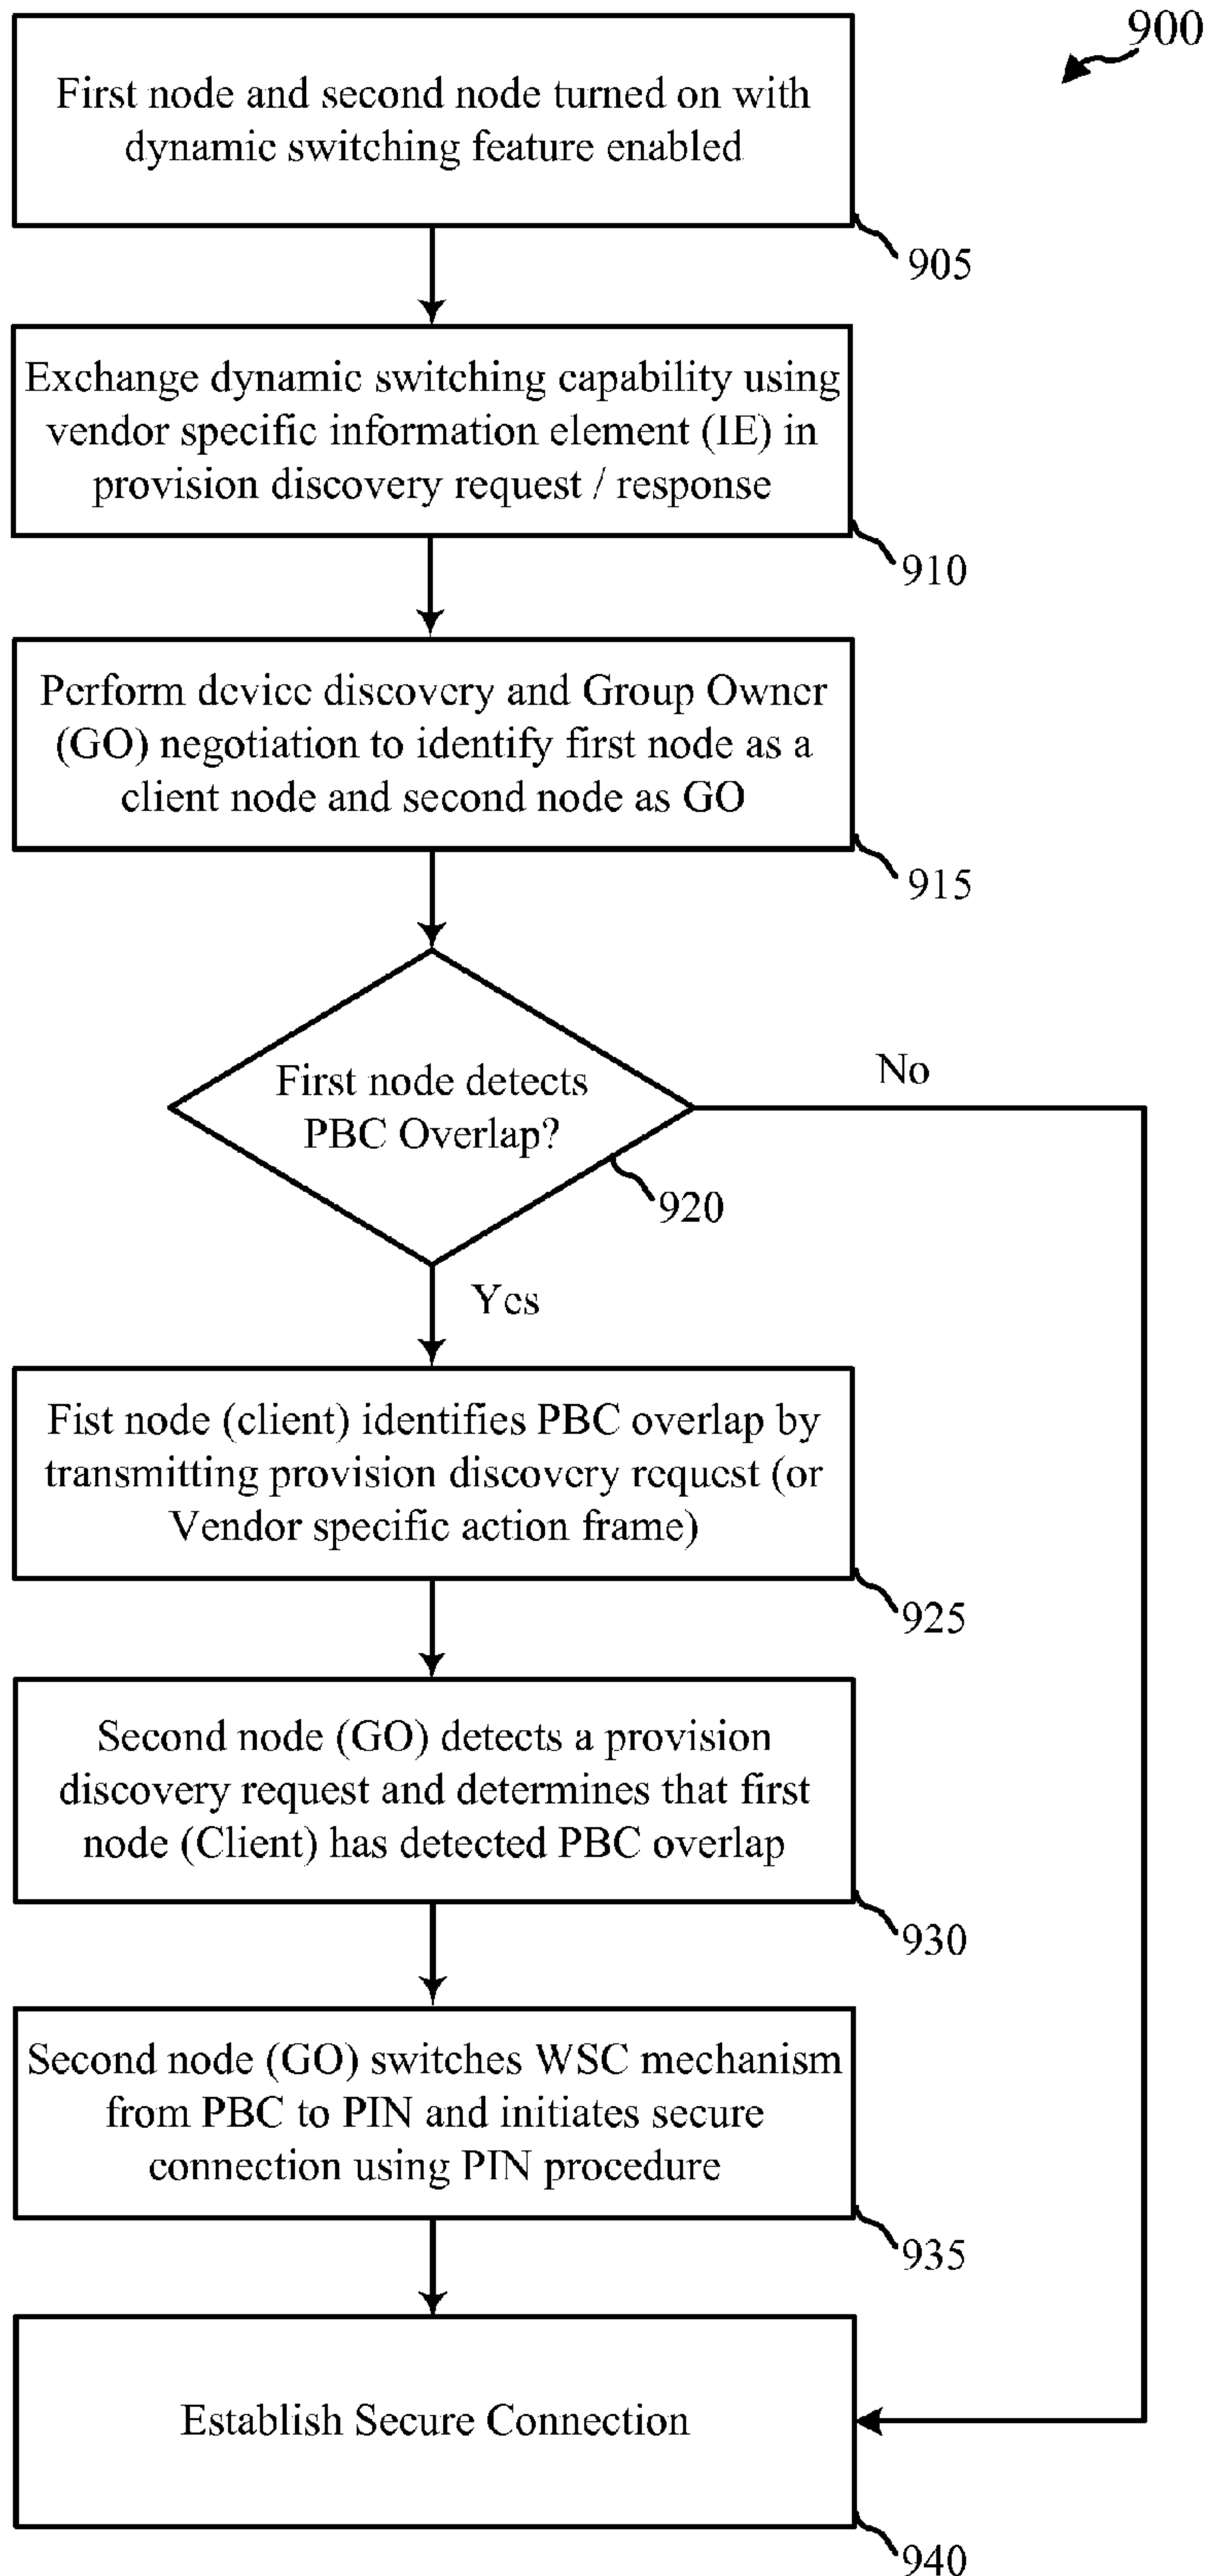 900
First node and second node turned on with
dynamic switching feature enabled
905
Exchange dynamic switching capability using
vendor specific information element (IE) in
provision discovery request / response
910
Perform device discovery and Group Owner
(GO) negotiation to identify first node as a
client node and second node as GO
915
First node detects
PBC Overlap?
920
No
Yes
Fist node (client) identifies PBC overlap by
transmitting provision discovery request (or
Vendor specific action frame)
925
Second node (GO) detects a provision
discovery request and determines that first
node (Client) has detected PBC overlap
930
Second node (GO) switches WSC mechanism
from PBC to PIN and initiates secure
connection using PIN procedure
935
Establish Secure Connection
940